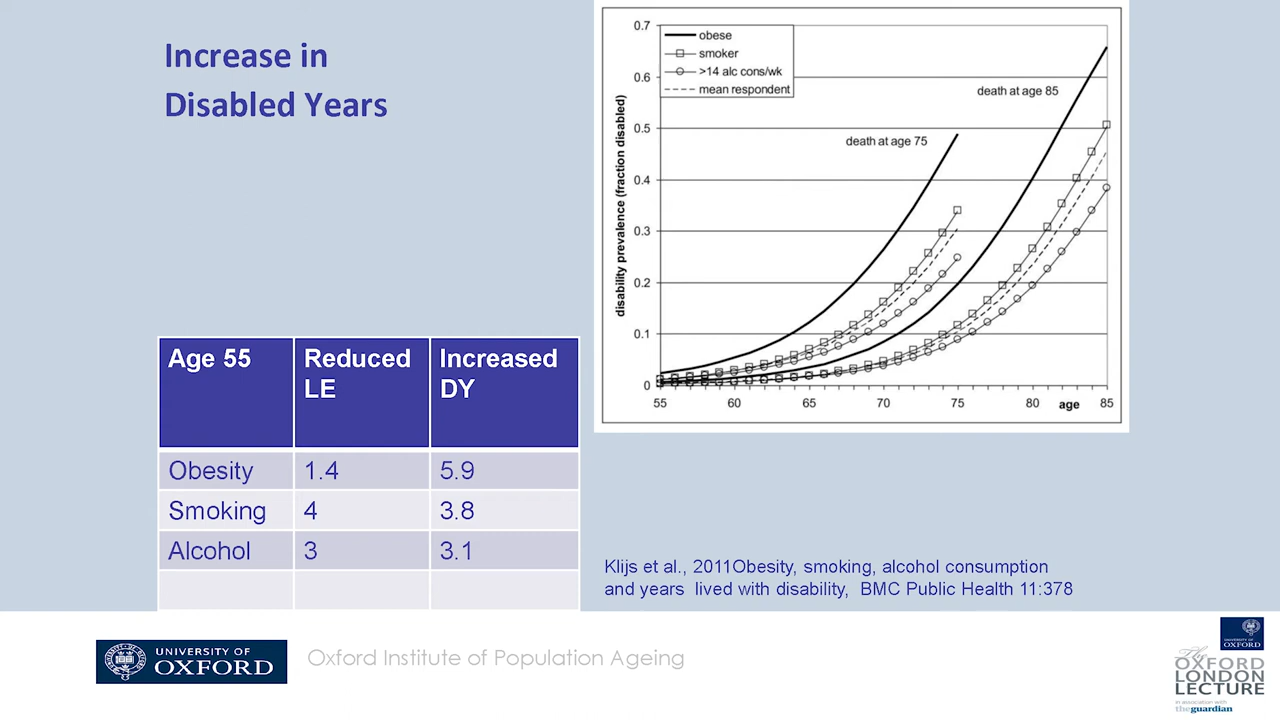 Increase in
Disabled Years
0.7
0.6
0.5
0.4
0.3
0.2
0.1
0
disability prevalence (fraction disabled)
obese
smoker
>14 alc cons/wk
mean respondent
death at age 85
death at age 75
55 60 65 70 75 80 age 85
Age 55 Reduced LE Increased DY
Obesity 1.4 5.9
Smoking 4 3.8
Alcohol 3 3.1
Klijs et al., 2011Obesity, smoking, alcohol consumption
and years lived with disability, BMC Public Health 11:378
UNIVERSITY OF
OXFORD
Oxford Institute of Population Ageing
UNIVERSITY OF
OXFORD
The
OXFORD
LONDON
LECTURE
in association with
theguardian